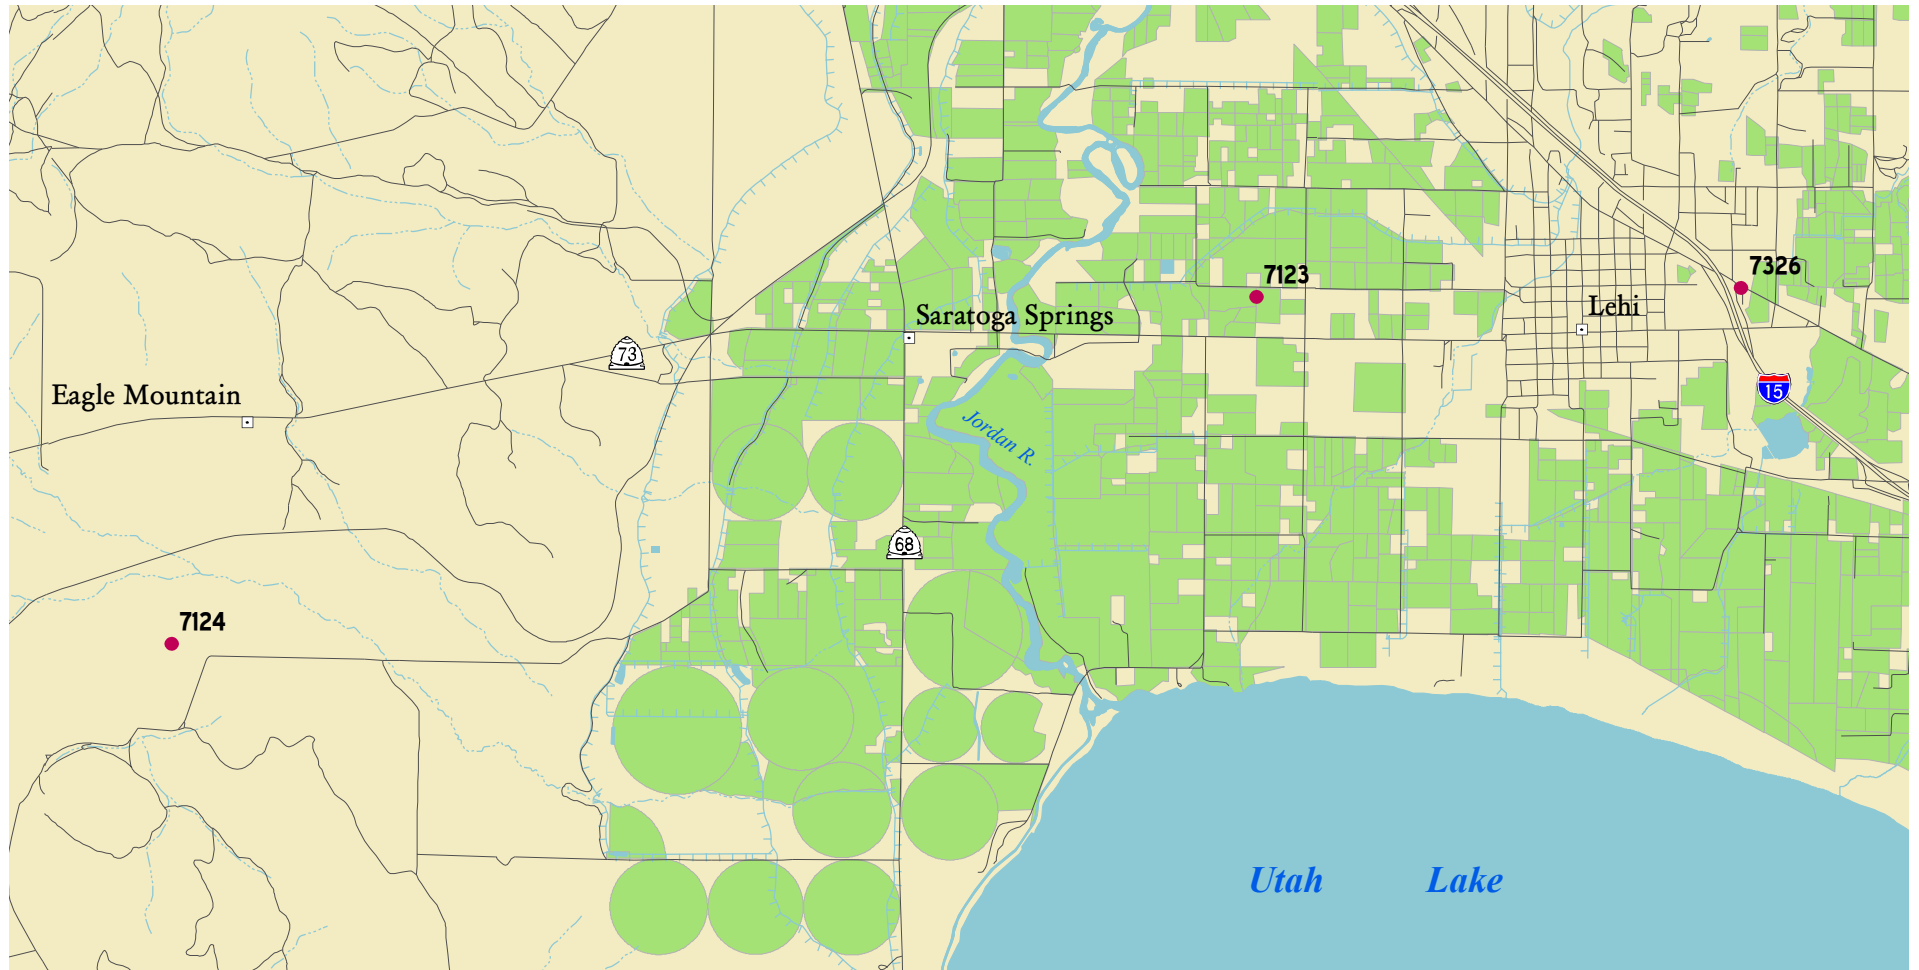 7123
7326
Lehi
Saratoga Springs
73
15
Eagle Mountain
Jordan R.
68
7124
Utah Lake